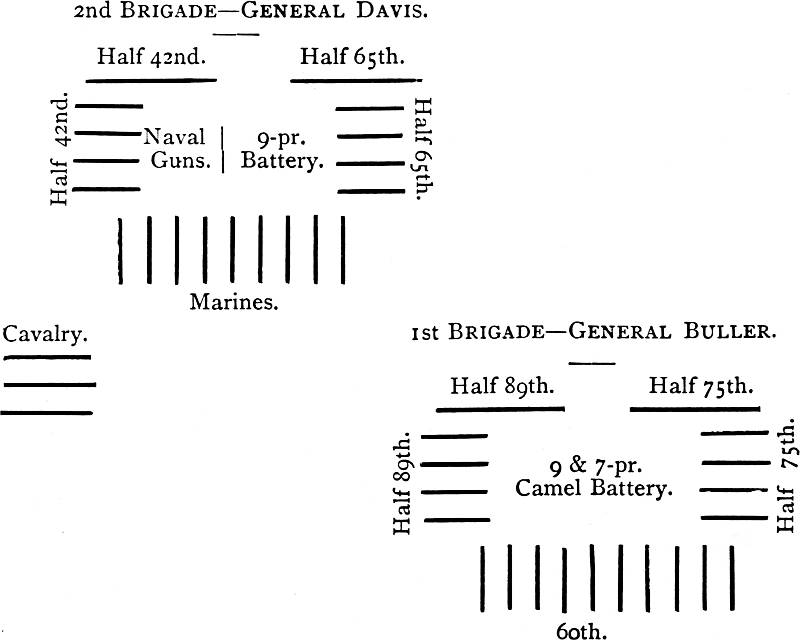 2nd BRIGADE—GENERAL DAVIS.
Half 42nd. Half 65th.
Half 42nd.
Naval | 9-pr.
Guns. | Battery.
Half 65th.
Marines.
Cavalry.
1st BRIGADE—GENERAL BULLER.
Half 89th. Half 75th.
Half 89th.
9 & 7-pr.
Camel Battery.
Half 75th.
60th.